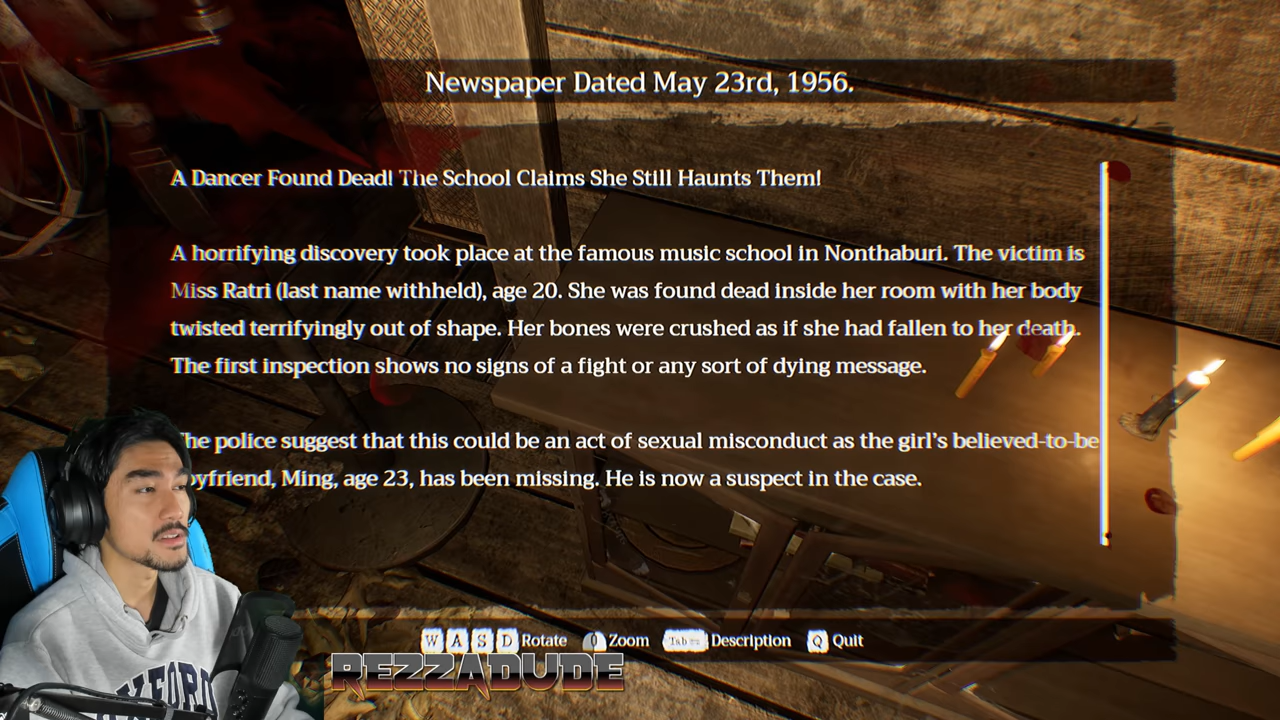 Newspaper Dated May 23rd, 1956.
A Dancer Found Dead! The School Claims She Still Haunts Them!
A horrifying discovery took place at the famous music school in Nonthaburi. The victim is
Miss Ratri (last name withheld), age 20. She was found dead inside her room with her body
twisted terrifyingly out of shape. Her bones were crushed as if she had fallen to her death.
The first inspection shows no signs of a fight or any sort of dying message.
The police suggest that this could be an act of sexual misconduct as the girl's believed-to-be
boyfriend, Ming, age 23, has been missing. He is now a suspect in the case.
W A S D Rotate Zoom Tab Description Q Quit
REZZADUDE